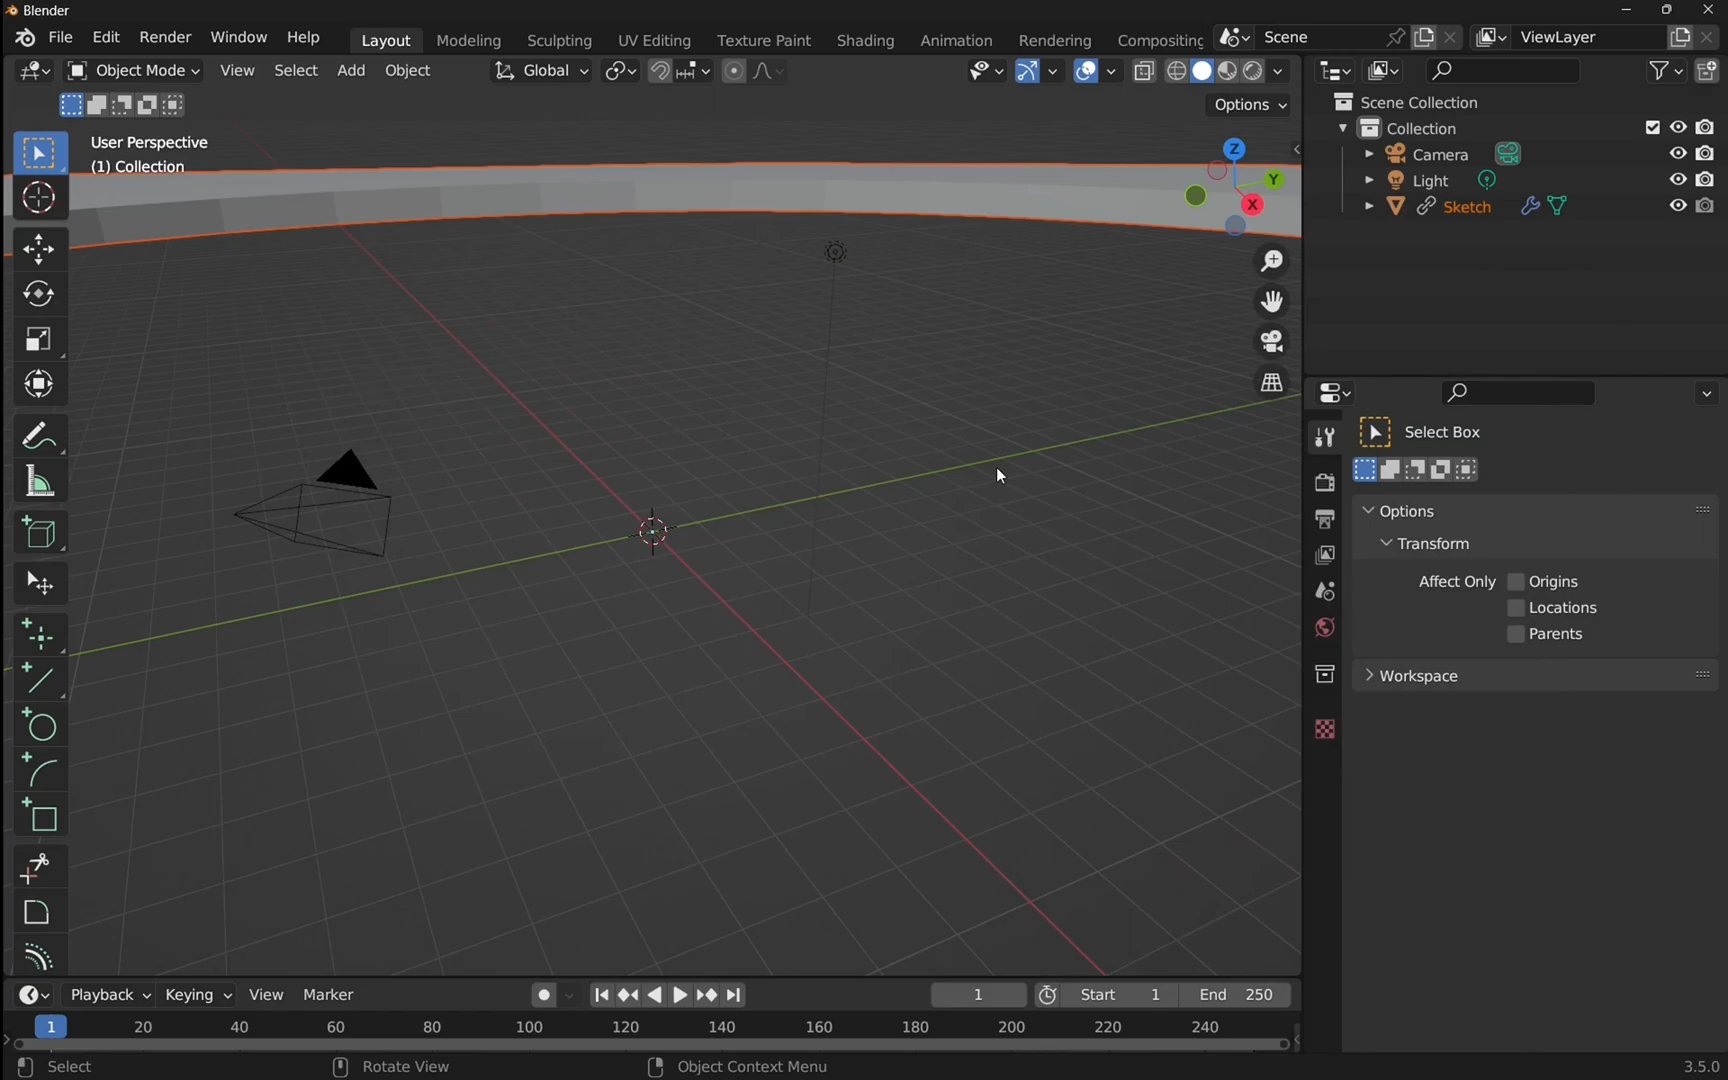 Blender
File Edit Render Window Help Layout Modeling Sculpting UV Editing Texture Paint Shading Animation Rendering Compositing Scene ViewLayer
Object Mode View Select Add Object Global
Options
User Perspective
(1) Collection
Z
Y
X
Scene Collection
Collection
Camera
Light
Sketch
Select Box
Options
Transform
Affect Only Origins
Locations
Parents
Workspace
Playback Keying View Marker 1 Start 1 End 250
1 20 40 60 80 100 120 140 160 180 200 220 240
Select Rotate View Object Context Menu 3.5.0